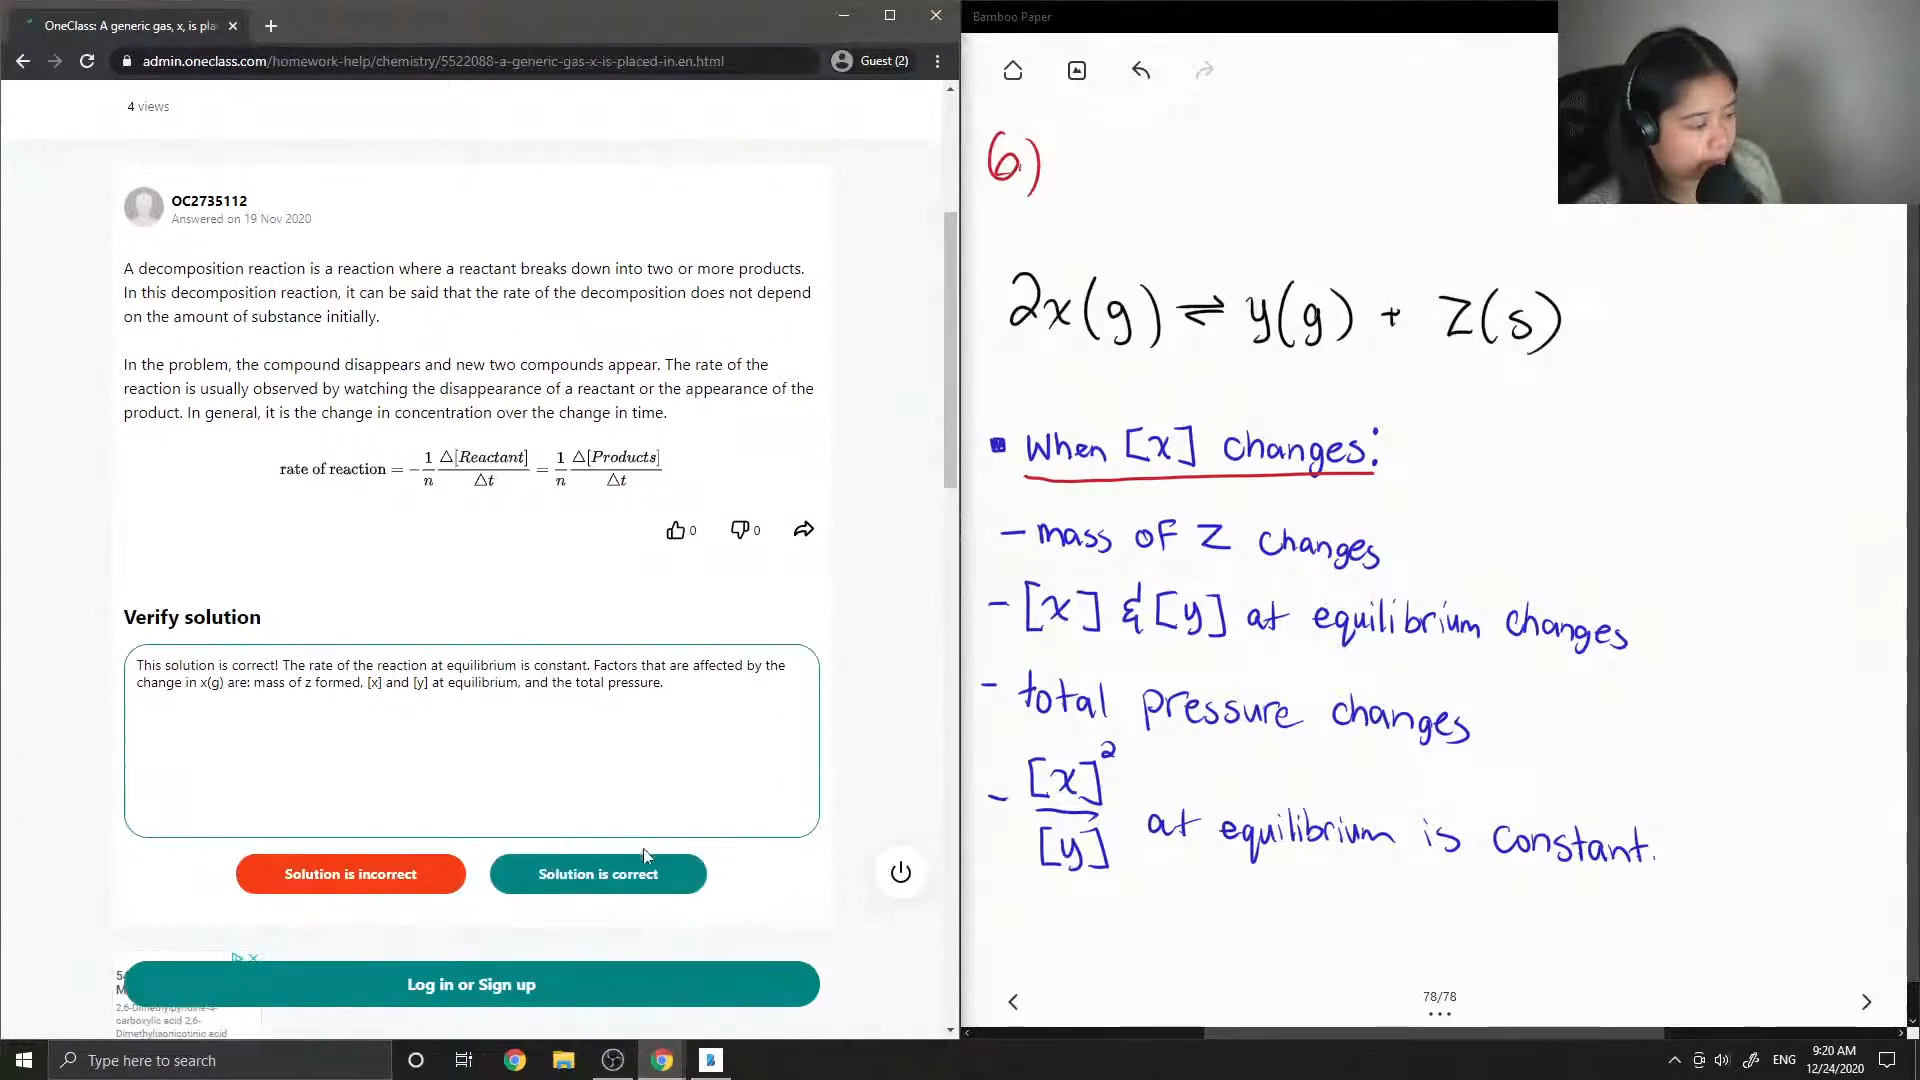 OneClass: A generic gas, x, is pla
admin.oneclass.com/homework-help/chemistry/5522088-a-generic-gas-x-is-placed-in.en.html
Guest (2)
4 views
OC2735112
Answered on 19 Nov 2020
A decomposition reaction is a reaction where a reactant breaks down into two or more products.
In this decomposition reaction, it can be said that the rate of the decomposition does not depend
on the amount of substance initially.
In the problem, the compound disappears and new two compounds appear. The rate of the
reaction is usually observed by watching the disappearance of a reactant or the appearance of the
product. In general, it is the change in concentration over the change in time.
rate of reaction = −1/n △[Reactant]/△t = 1/n △[Products]/△t
0
0
Verify solution
This solution is correct! The rate of the reaction at equilibrium is constant. Factors that are affected by the
change in x(g) are: mass of z formed, [x] and [y] at equilibrium, and the total pressure.
Solution is incorrect
Solution is correct
Log in or Sign up
2,6-Dimethylpyridine-4-
carboxylic acid 2,6-
Dimethylisonicotinic acid
Bamboo Paper
6)
2x(g) ⇌ y(g) + Z(s)
When [x] changes:
- mass of Z changes
- [x] & [y] at equilibrium changes
- total pressure changes
- [x]²/[y] at equilibrium is constant.
78/78
Type here to search
ENG
9:20 AM
12/24/2020